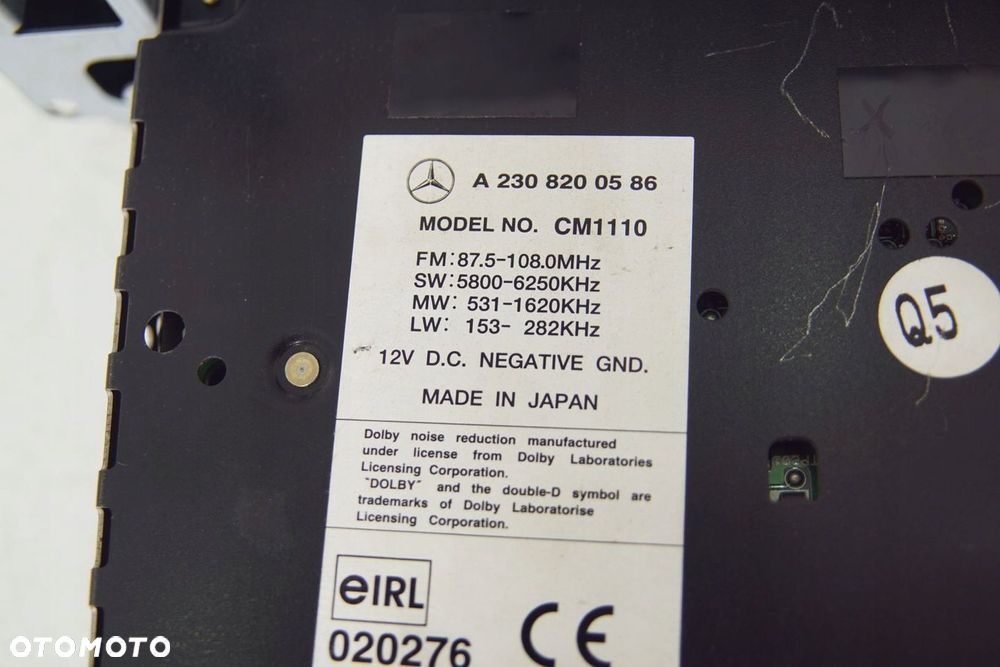 A 230 820 05 86
MODEL NO. CM1110
FM: 87.5-108.0MHz
SW: 5800-6250KHz
MW: 531-1620KHz
LW: 153- 282KHz
12V D.C. NEGATIVE GND.
MADE IN JAPAN
Dolby noise reduction manufactured
under license from Dolby Laboratories
Licensing Corporation.
"DOLBY" and the double-D symbol are
trademarks of Dolby Laboratorise
Licensing Corporation.
eIRL
020276
CE
Q5
X
OTOMOTO